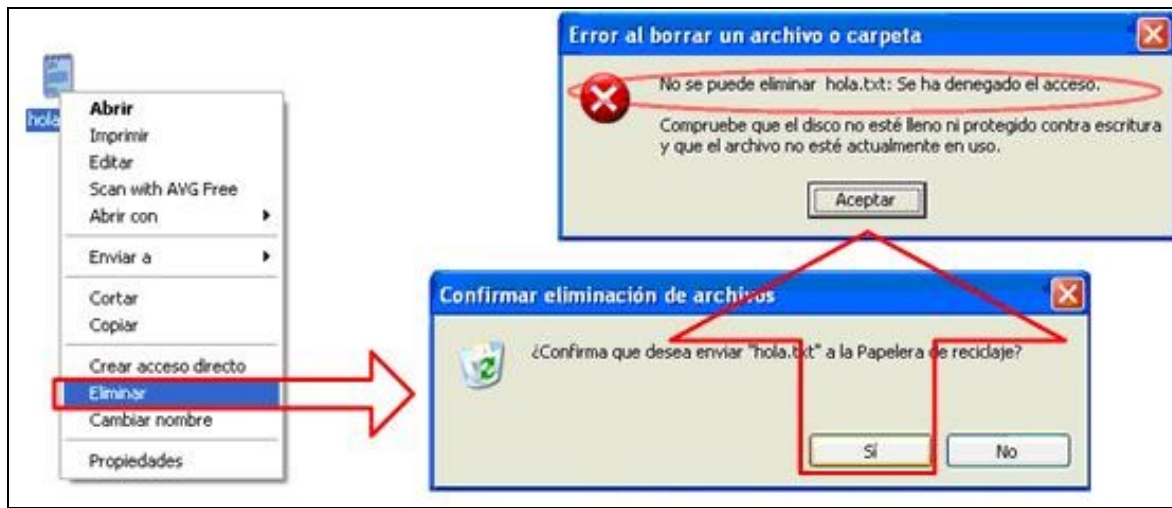 hola
Abrir
Imprimir
Editar
Scan with AVG Free
Abrir con
Enviar a
Cortar
Copiar
Crear acceso directo
Eliminar
Cambiar nombre
Propiedades
Error al borrar un archivo o carpeta
No se puede eliminar hola.txt: Se ha denegado el acceso.
Compruebe que el disco no esté lleno ni protegido contra escritura
y que el archivo no esté actualmente en uso.
Aceptar
Confirmar eliminación de archivos
¿Confirma que desea enviar "hola.txt" a la Papelera de reciclaje?
Sí
No